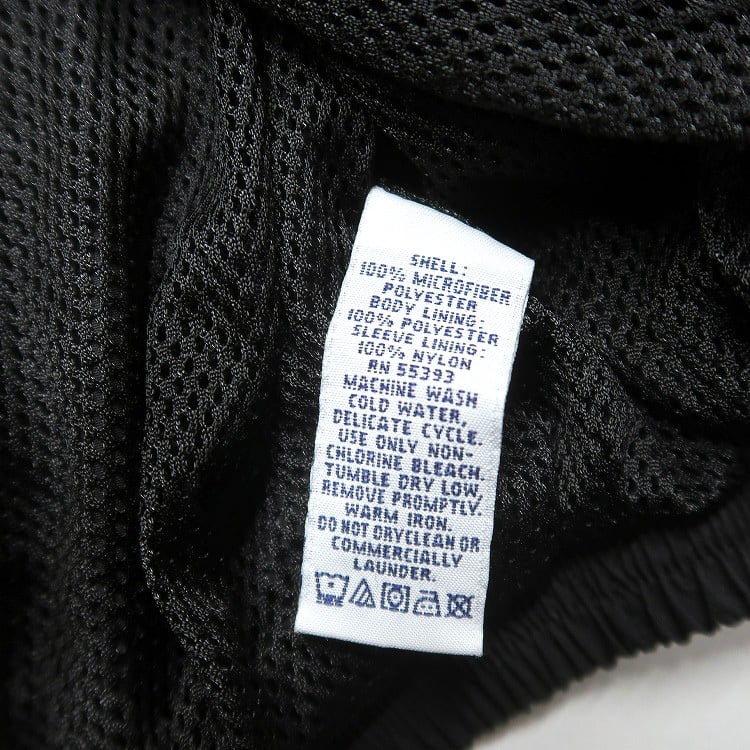 SHELL:
100% MICROFIBER
POLYESTER
BODY LINING:
100% POLYESTER
SLEEVE LINING:
100% NYLON
RN 55393
MACHINE WASH
COLD WATER,
DELICATE CYCLE.
USE ONLY NON-
CHLORINE BLEACH.
TUMBLE DRY LOW,
REMOVE PROMPTLY.
WARM IRON.
DO NOT DRYCLEAN OR
COMMERCIALLY
LAUNDER.